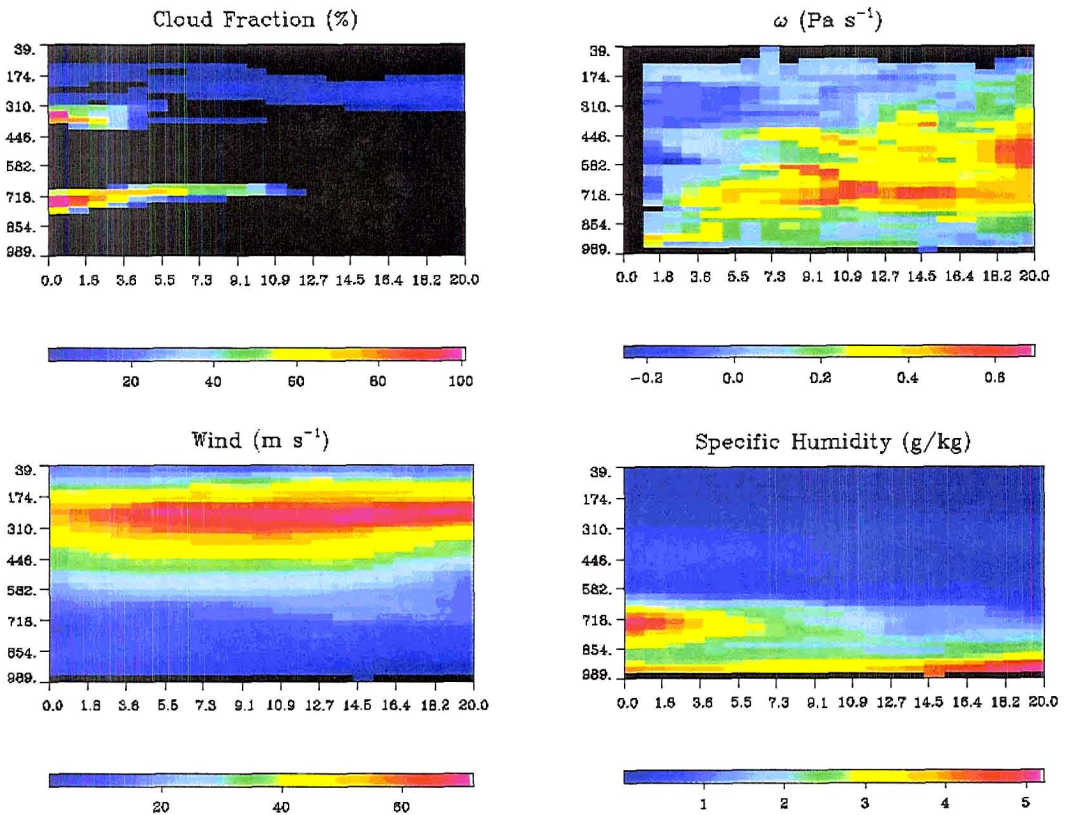 Cloud Fraction (%)
39.
174.
310.
446.
582.
718.
854.
989.
0.0 1.8 3.6 5.5 7.3 9.1 10.9 12.7 14.5 16.4 18.2 20.0
20 40 60 80 100
ω (Pa s⁻¹)
39.
174.
310.
446.
582.
718.
854.
989.
0.0 1.8 3.6 5.5 7.3 9.1 10.9 12.7 14.5 16.4 18.2 20.0
−0.2 0.0 0.2 0.4 0.6
Wind (m s⁻¹)
39.
174.
310.
446.
582.
718.
854.
989.
0.0 1.8 3.6 5.5 7.3 9.1 10.9 12.7 14.5 16.4 18.2 20.0
20 40 60
Specific Humidity (g/kg)
39.
174.
310.
446.
582.
718.
854.
989.
0.0 1.8 3.6 5.5 7.3 9.1 10.9 12.7 14.5 16.4 18.2 20.0
1 2 3 4 5